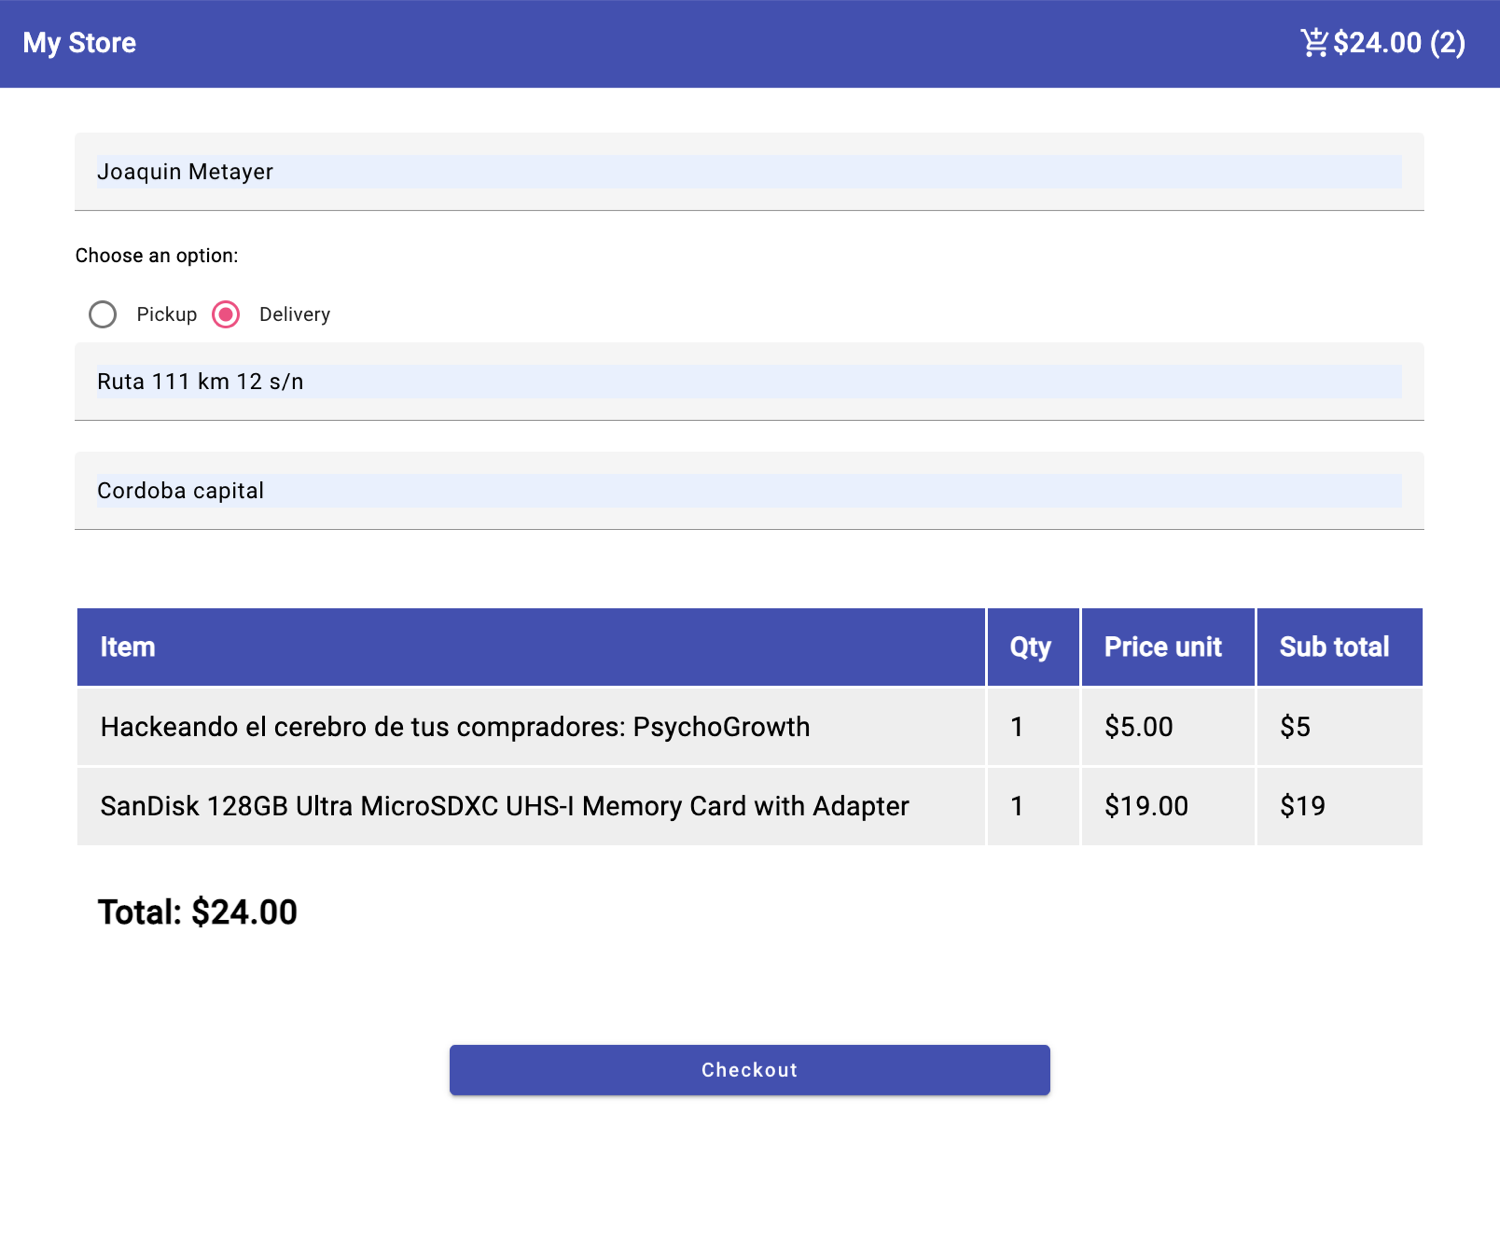 My Store
$24.00 (2)
Joaquin Metayer
Choose an option:
Pickup Delivery
Ruta 111 km 12 s/n
Cordoba capital
Item Qty Price unit Sub total
Hackeando el cerebro de tus compradores: PsychoGrowth 1 $5.00 $5
SanDisk 128GB Ultra MicroSDXC UHS-I Memory Card with Adapter 1 $19.00 $19
Total: $24.00
Checkout